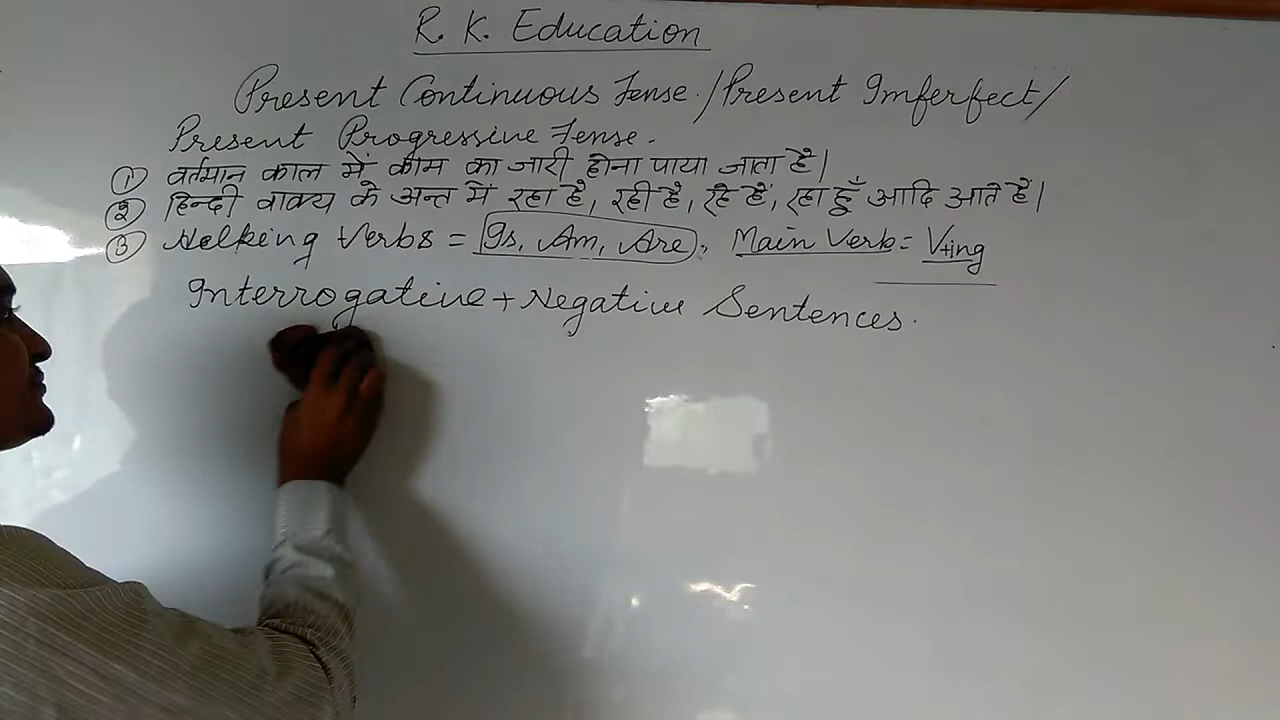 R. K. Education
Present Continuous Tense. / Present Imperfect /
Present Progressive Tense.
① वर्तमान काल में काम का जारी होना पाया जाता है।
② हिन्दी वाक्य के अन्त में रहा है, रही है, रहे हैं, रहा हूँ आदि आते हैं।
③ Helking Verbs = Is, Am, Are, Main Verb = V+ing
Interrogative + Negative Sentences.